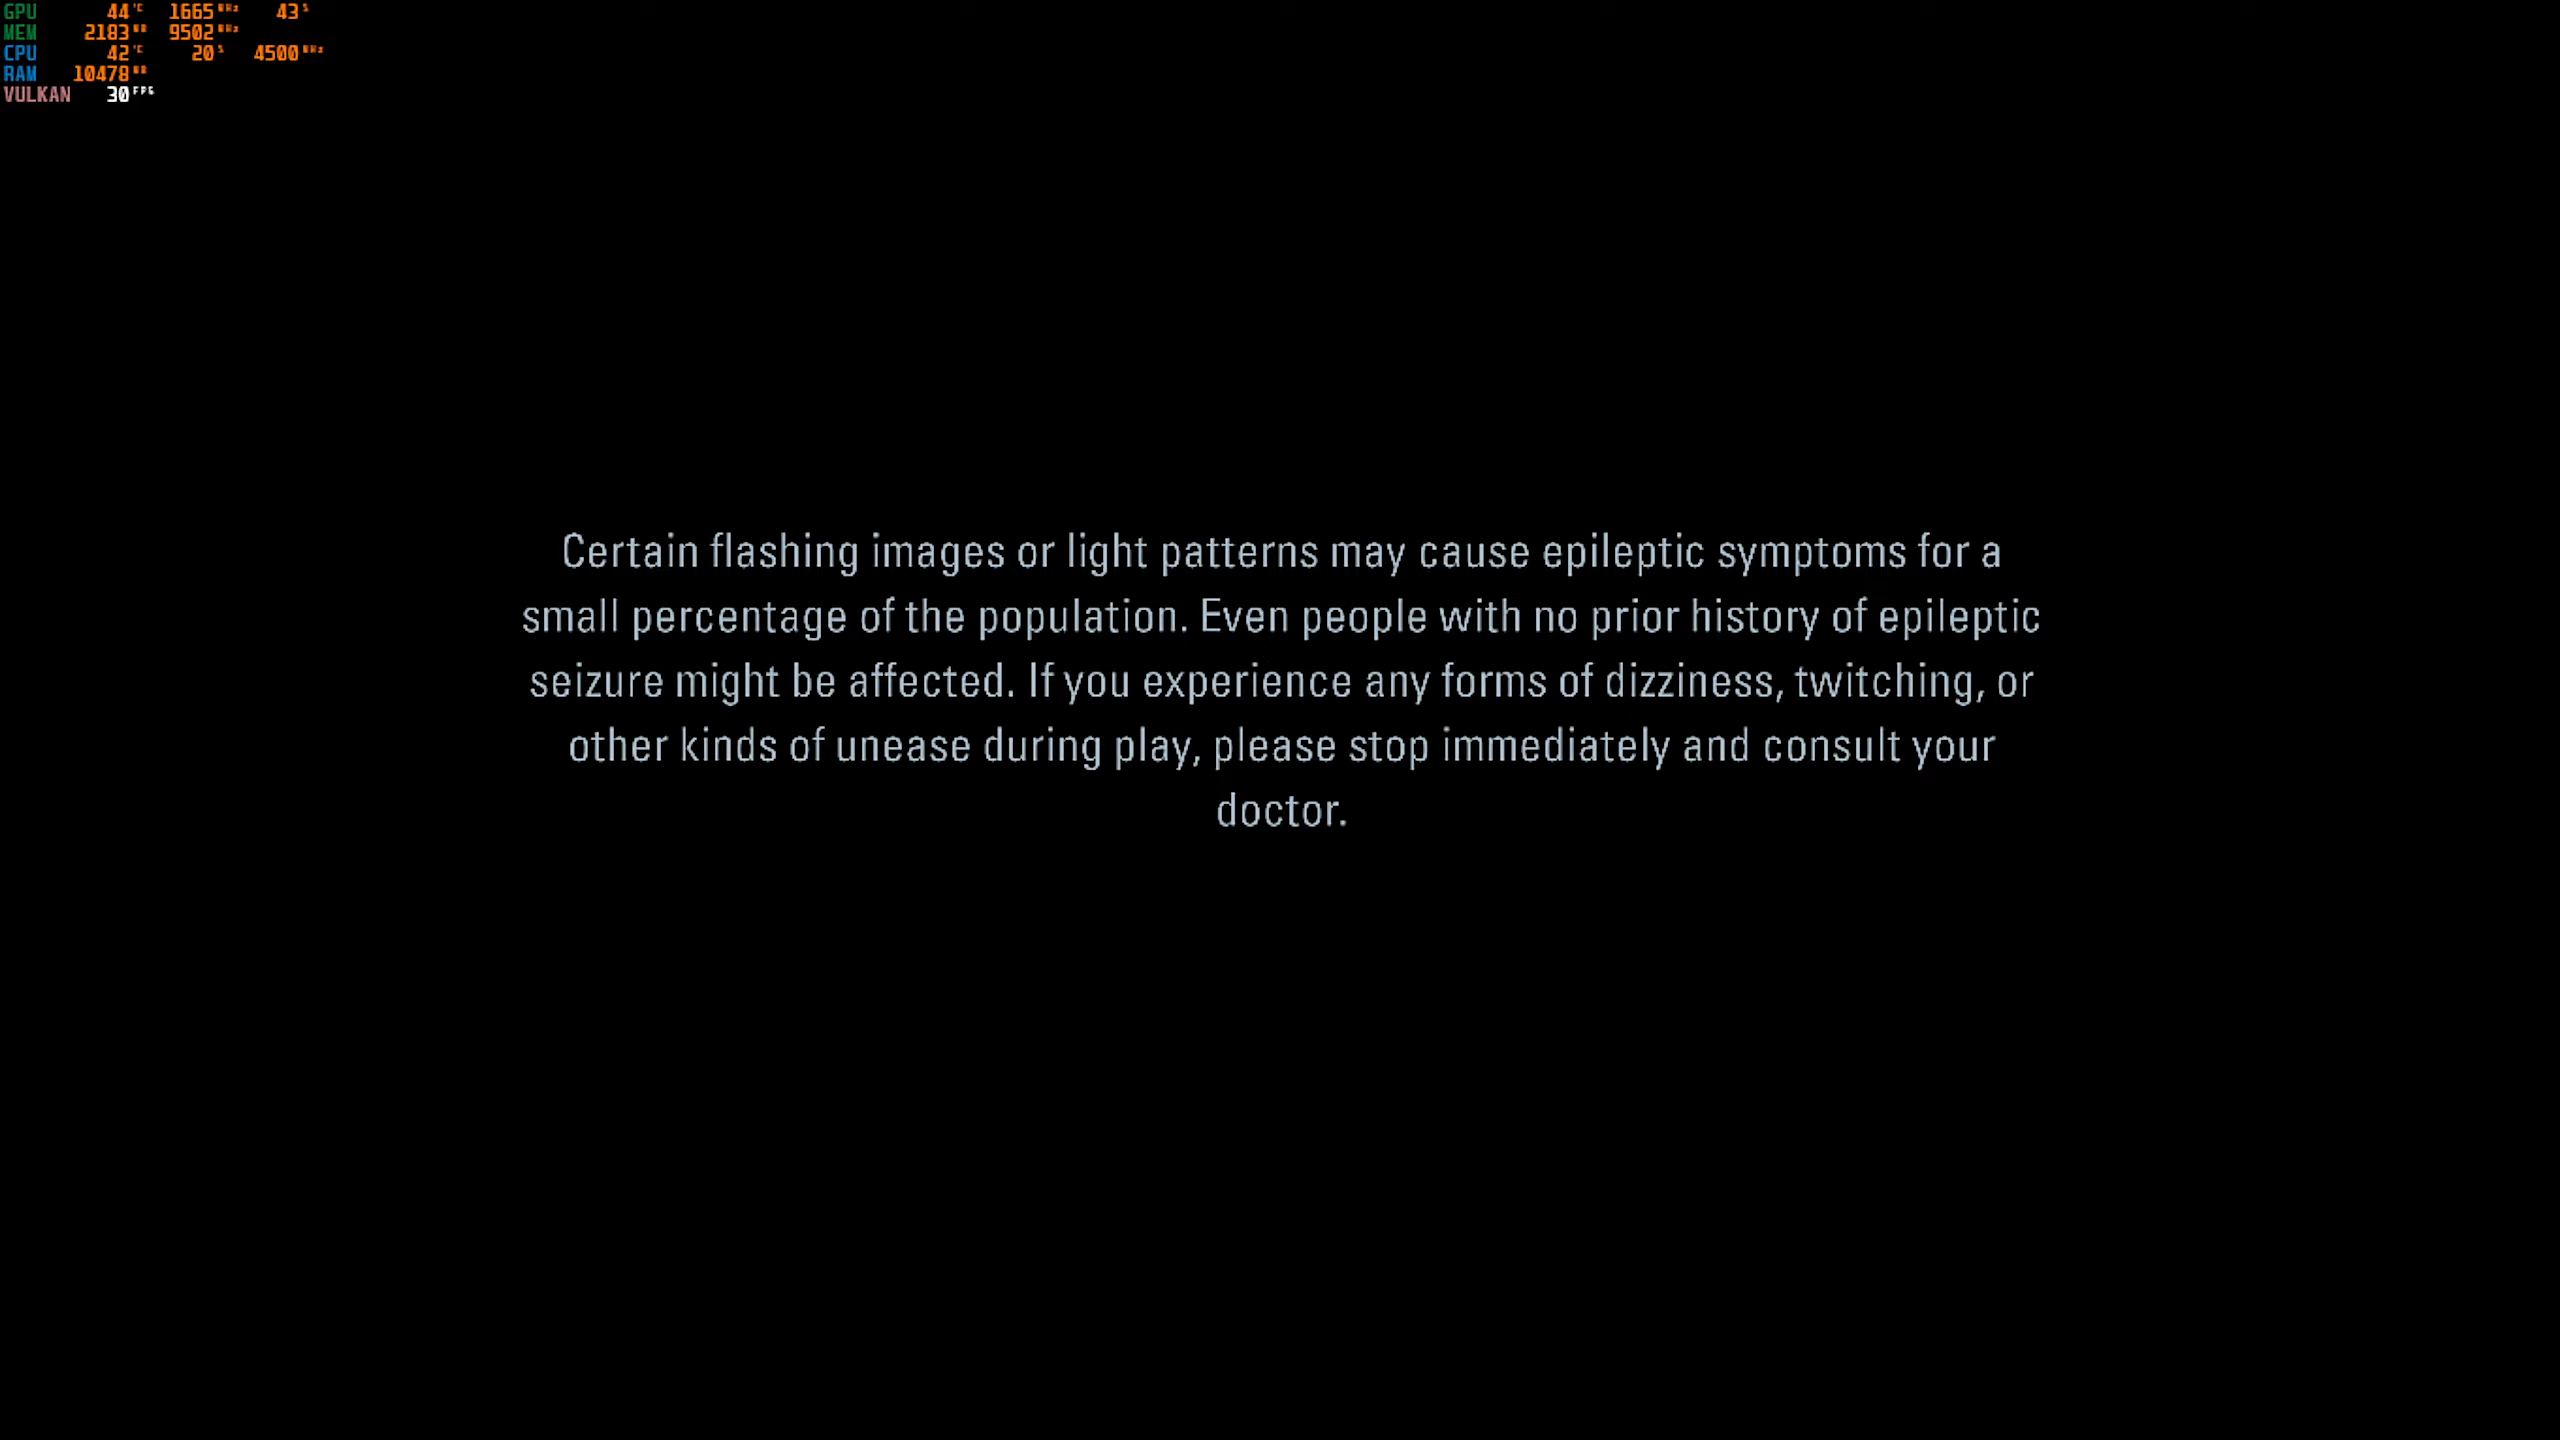 GPU 44°C 1665MHz 43%
MEM 2183MB 9502MHz
CPU 42°C 20% 4500MHz
RAM 10478MB
VULKAN 30FPS
Certain flashing images or light patterns may cause epileptic symptoms for a
small percentage of the population. Even people with no prior history of epileptic
seizure might be affected. If you experience any forms of dizziness, twitching, or
other kinds of unease during play, please stop immediately and consult your
doctor.